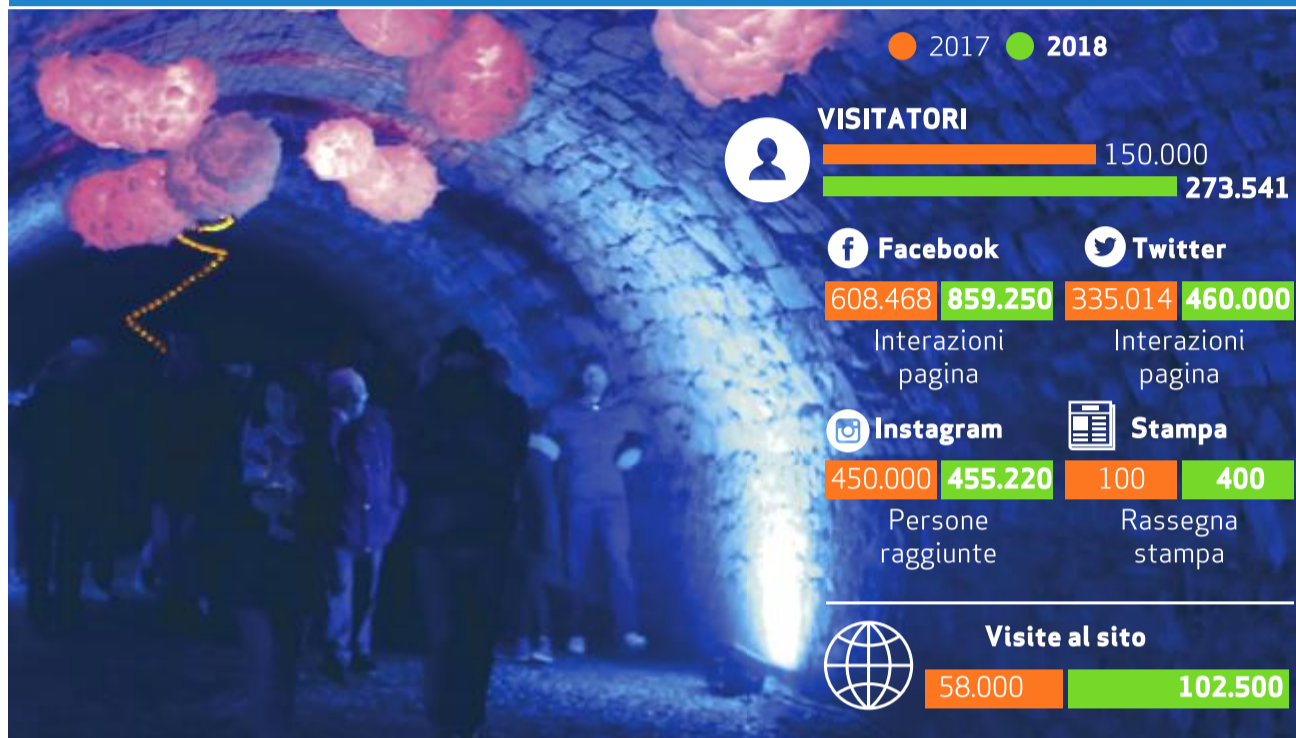 2017 2018
VISITATORI
150.000
273.541
Facebook
608.468 859.250
Interazioni
pagina
Twitter
335.014 460.000
Interazioni
pagina
Instagram
450.000 455.220
Persone
raggiunte
Stampa
100 400
Rassegna
stampa
Visite al sito
58.000 102.500